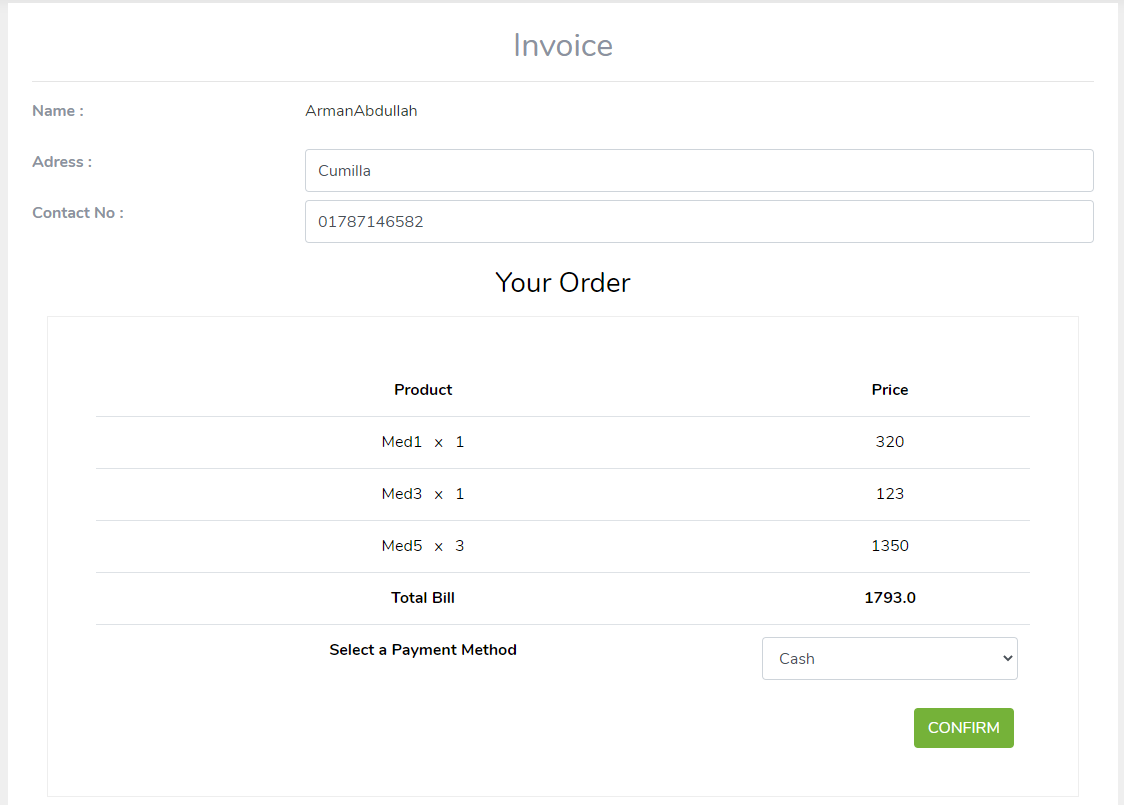 Invoice
Name : ArmanAbdullah
Adress : Cumilla
Contact No : 01787146582
Your Order
Product Price
Med1 x 1 320
Med3 x 1 123
Med5 x 3 1350
Total Bill 1793.0
Select a Payment Method Cash
CONFIRM